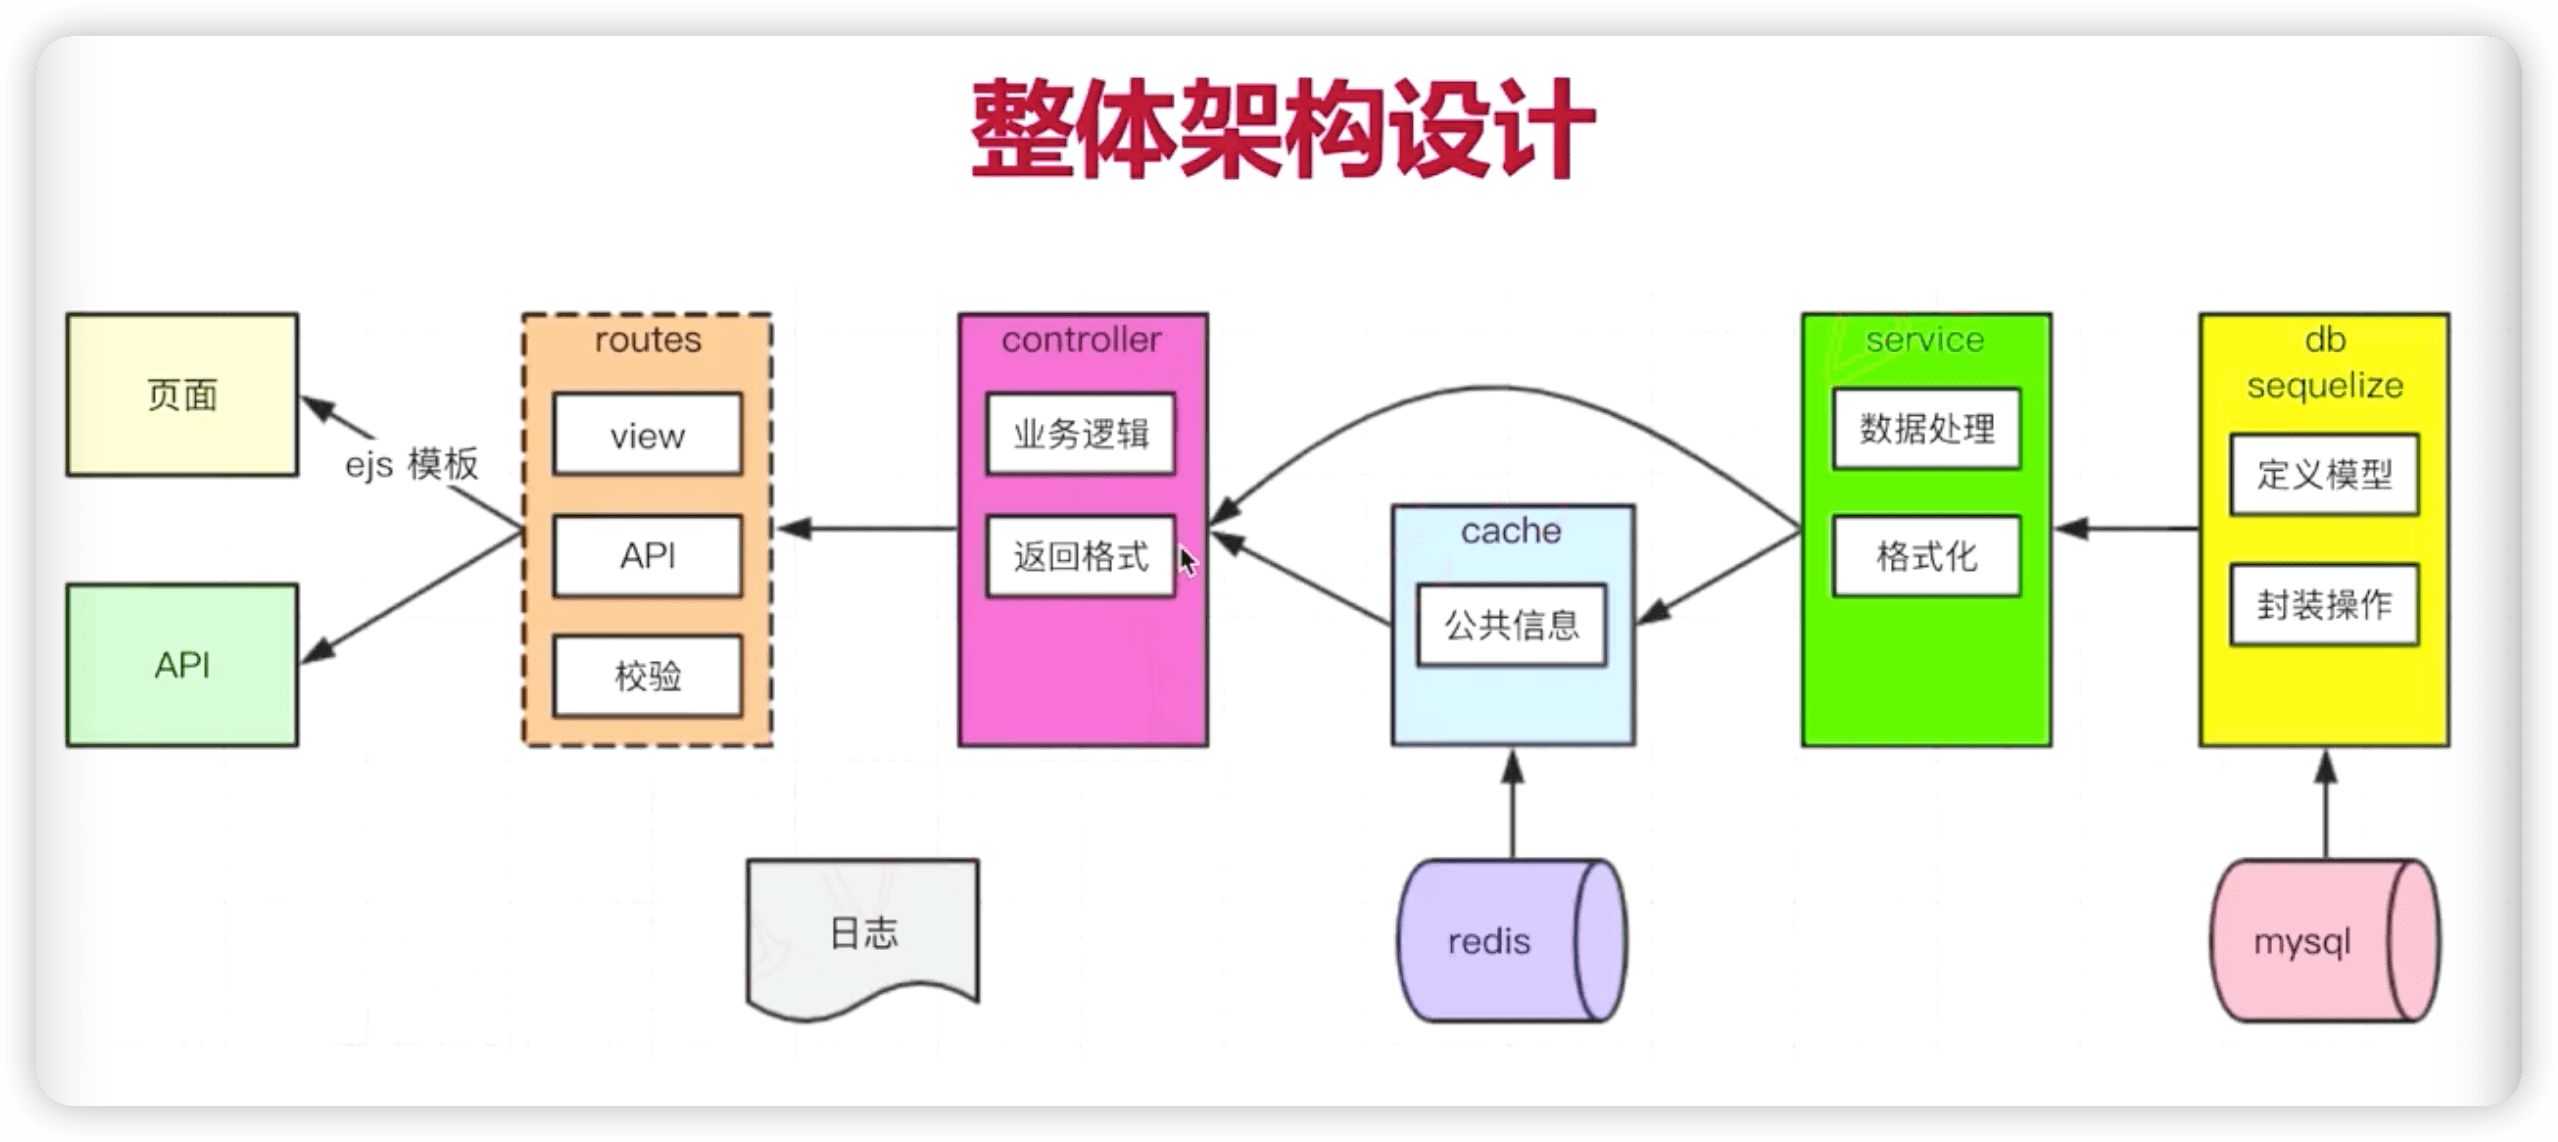 整体架构设计
页面
ejs 模板
API
routes
view
API
校验
controller
业务逻辑
返回格式
cache
公共信息
service
数据处理
格式化
db
sequelize
定义模型
封装操作
日志
redis
mysql